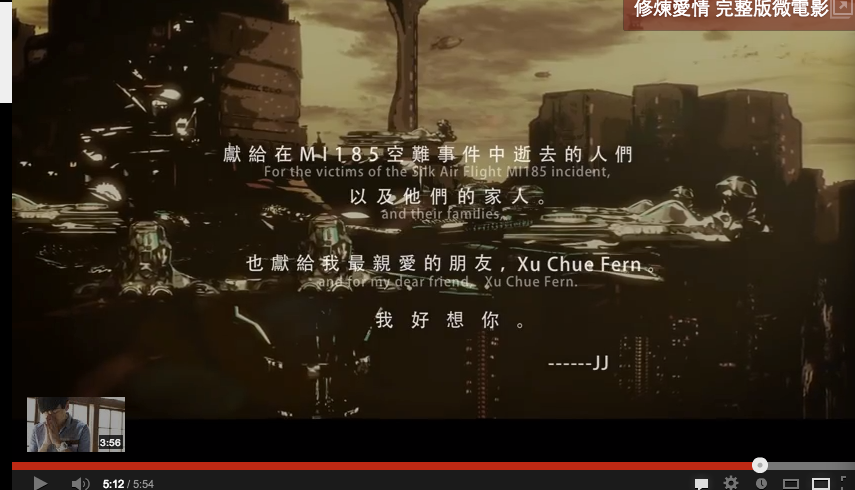 修煉愛情 完整版微電影
獻給在MI185空難事件中逝去的人們
For the victims of the Silk Air Flight MI185 incident,
以及他們的家人。
and their families,
也獻給我最親愛的朋友, Xu Chue Fern。
and for my dear friend, Xu Chue Fern.
我好想你。
------JJ
3:56
5:12 / 5:54